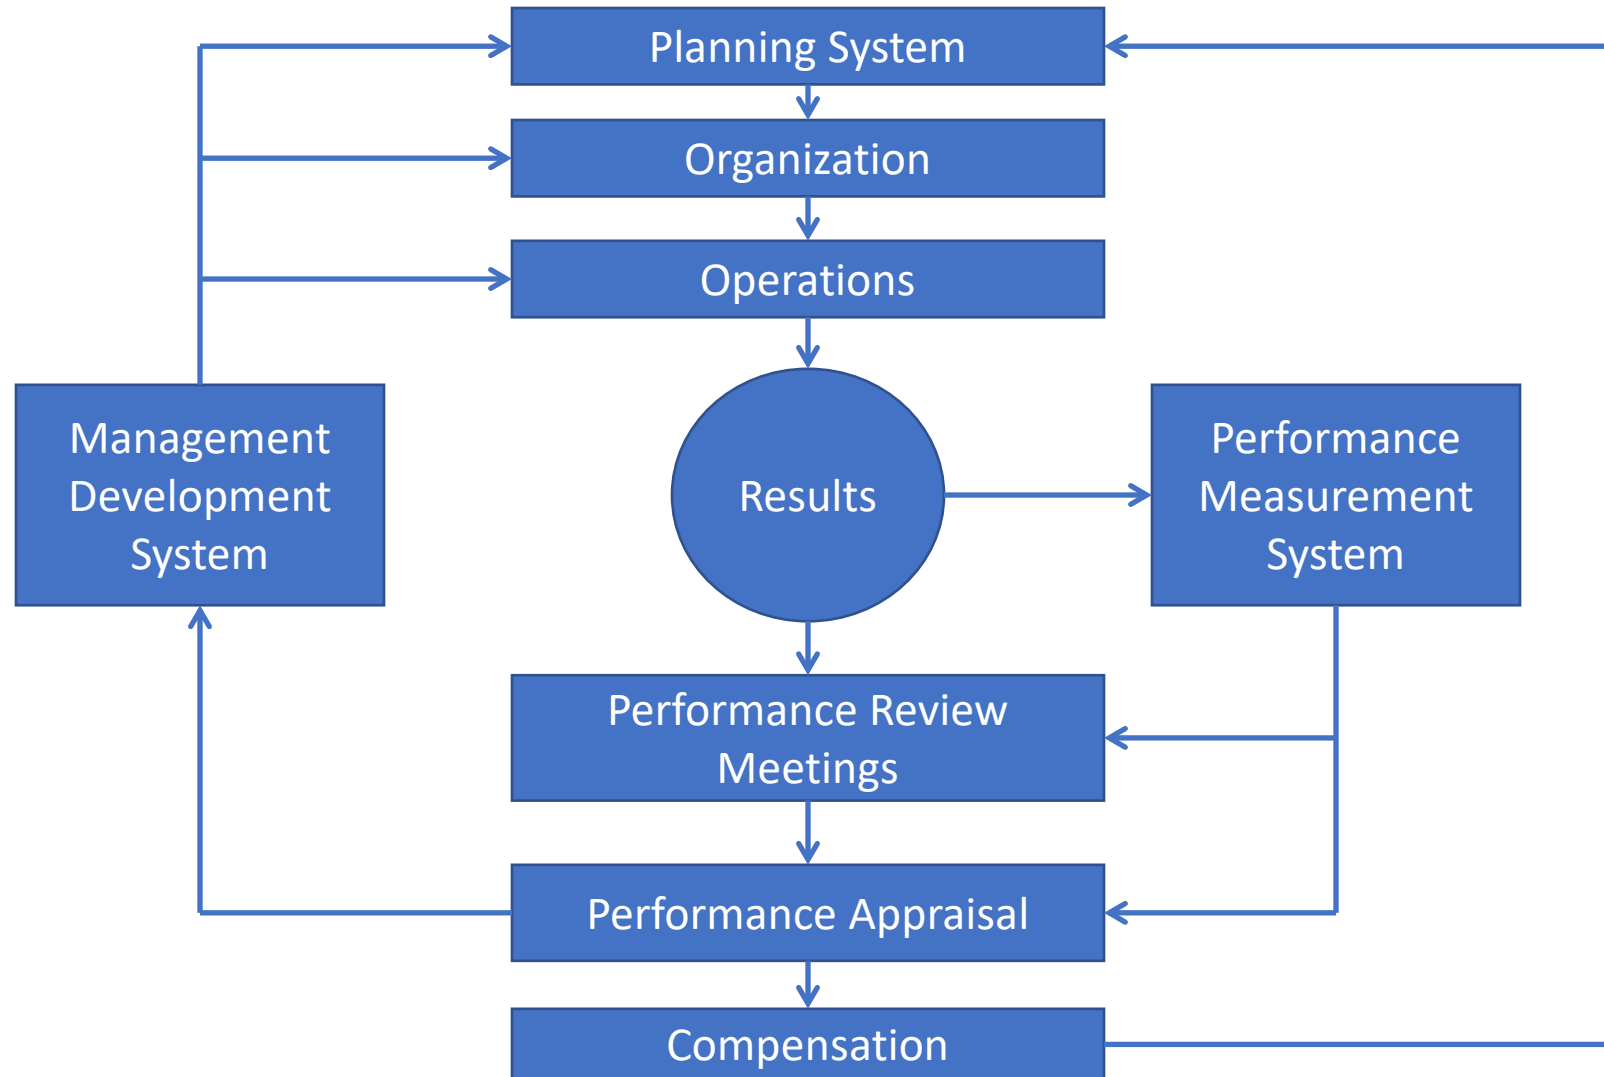 Planning System
Organization
Operations
Management
Development
System
Results
Performance
Measurement
System
Performance Review
Meetings
Performance Appraisal
Compensation